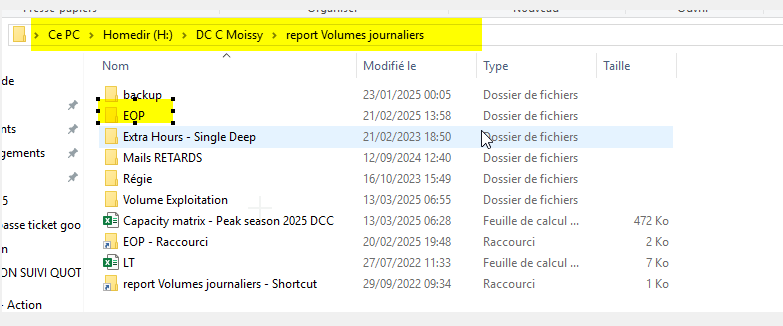 Presse-papiers Nouveau Ouvrir
Ce PC > Homedir (H:) > DC C Moissy > report Volumes journaliers
Nom Modifié le Type Taille
de
backup 23/01/2025 00:05 Dossier de fichiers
EOP 21/02/2025 13:58 Dossier de fichiers
ents
Extra Hours - Single Deep 21/02/2023 18:50 Dossier de fichiers
gements
Mails RETARDS 12/09/2024 12:40 Dossier de fichiers
Régie 16/10/2023 15:49 Dossier de fichiers
5
Volume Exploitation 13/03/2025 06:55 Dossier de fichiers
passe ticket goo
Capacity matrix - Peak season 2025 DCC 13/03/2025 06:28 Feuille de calcul ... 472 Ko
n
EOP - Raccourci 20/02/2025 19:48 Raccourci 2 Ko
ON SUIVI QUOT
LT 27/07/2022 11:33 Feuille de calcul ... 7 Ko
report Volumes journaliers - Shortcut 29/09/2022 09:34 Raccourci 1 Ko
- Action